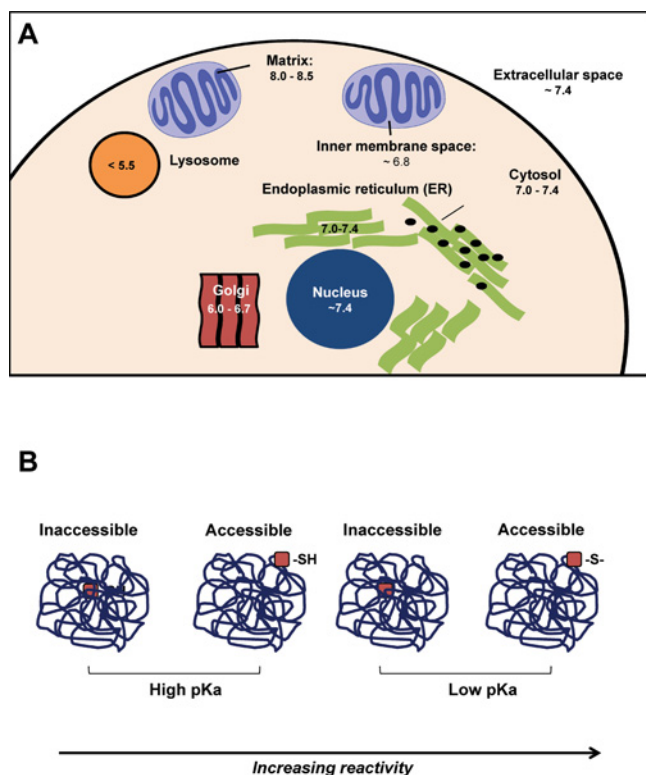 A
Matrix:
8.0 - 8.5
Extracellular space
~ 7.4
< 5.5
Lysosome
Inner membrane space:
~ 6.8
Cytosol
7.0 - 7.4
Endoplasmic reticulum (ER)
7.0-7.4
Golgi
6.0 - 6.7
Nucleus
~7.4
B
Inaccessible
Accessible
Inaccessible
Accessible
-SH
-S-
High pKa
Low pKa
Increasing reactivity